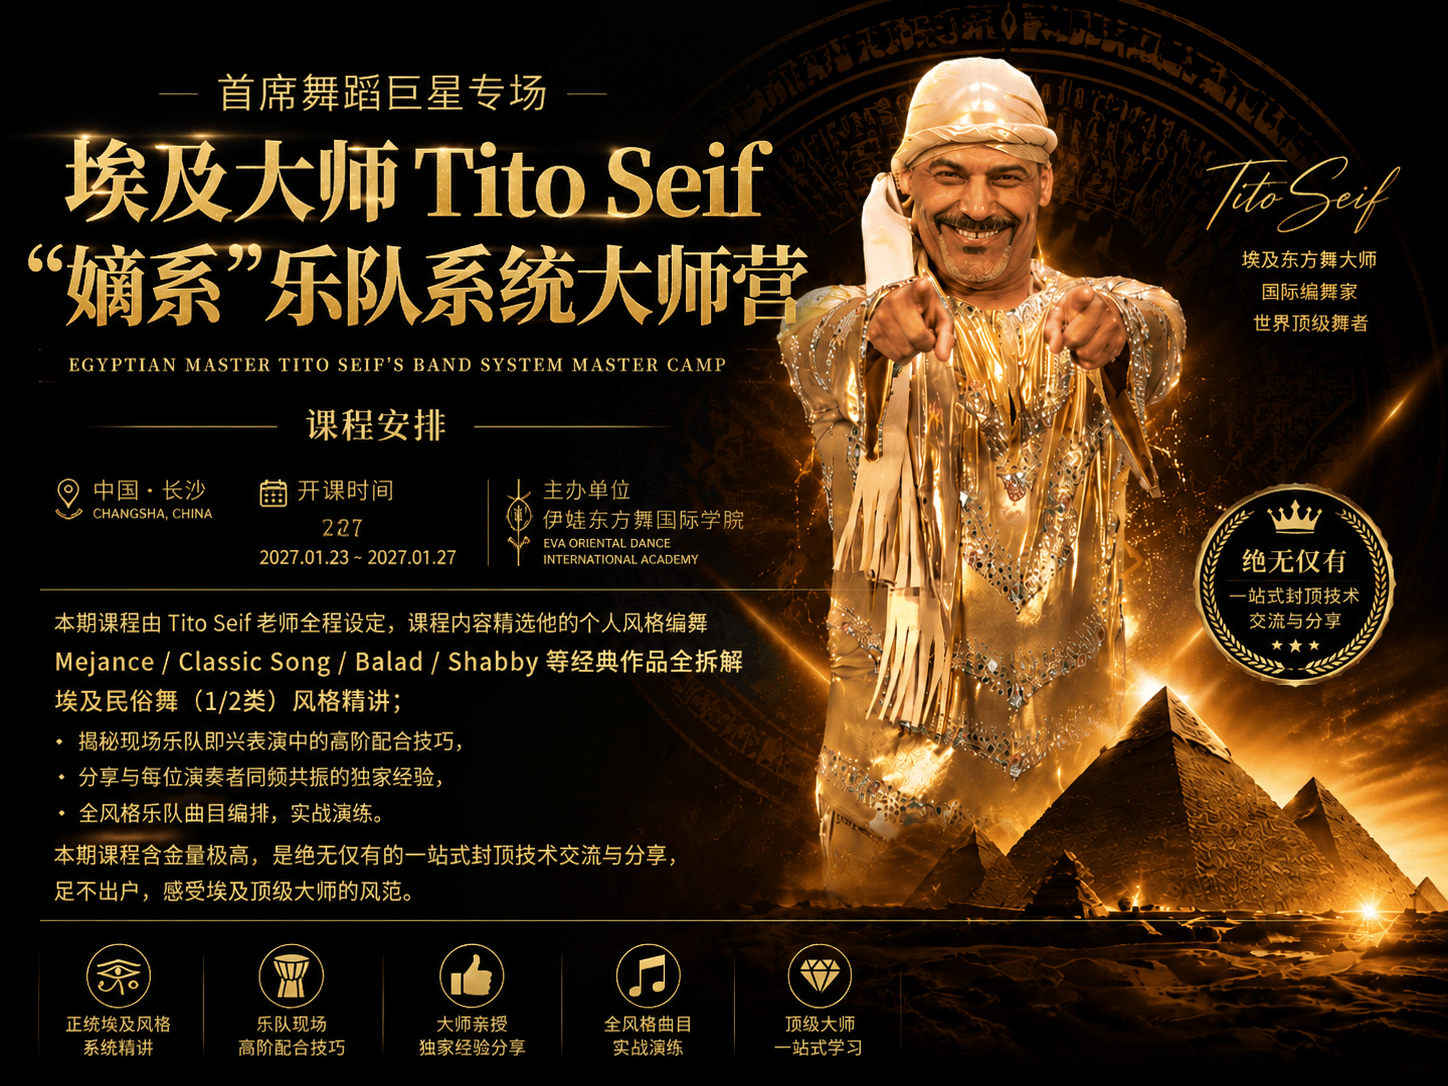 首席舞蹈巨星专场
埃及大师 Tito Seif
“嫡系”乐队系统大师营
EGYPTIAN MASTER TITO SEIF’S BAND SYSTEM MASTER CAMP
课程安排
中国・长沙
CHANGSHA, CHINA
开课时间
227
2027.01.23 ~ 2027.01.27
主办单位
伊娃东方舞国际学院
EVA ORIENTAL DANCE
INTERNATIONAL ACADEMY
本期课程由 Tito Seif 老师全程设定，课程内容精选他的个人风格编舞
Mejance / Classic Song / Balad / Shabby 等经典作品全拆解
埃及民俗舞（1/2类）风格精讲；
• 揭秘现场乐队即兴表演中的高阶配合技巧，
• 分享与每位演奏者同频共振的独家经验，
• 全风格乐队曲目编排，实战演练。
本期课程含金量极高，是绝无仅有的一站式封顶技术交流与分享，
足不出户，感受埃及顶级大师的风范。
Tito Seif
埃及东方舞大师
国际编舞家
世界顶级舞者
绝无仅有
一站式封顶技术
交流与分享
正统埃及风格
系统精讲
乐队现场
高阶配合技巧
大师亲授
独家经验分享
全风格曲目
实战演练
顶级大师
一站式学习